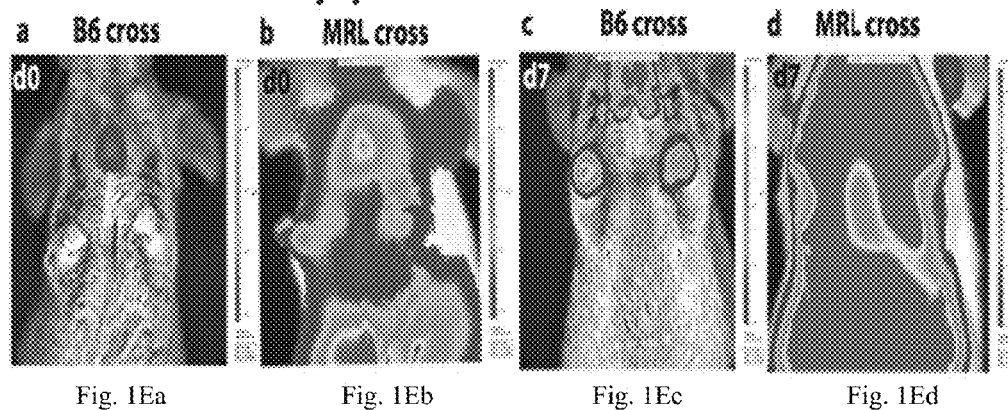 a B6 cross b MRL cross c B6 cross d MRL cross
d0 d0 d7 d7
Fig. 1Ea Fig. 1Eb Fig. 1Ec Fig. 1Ed